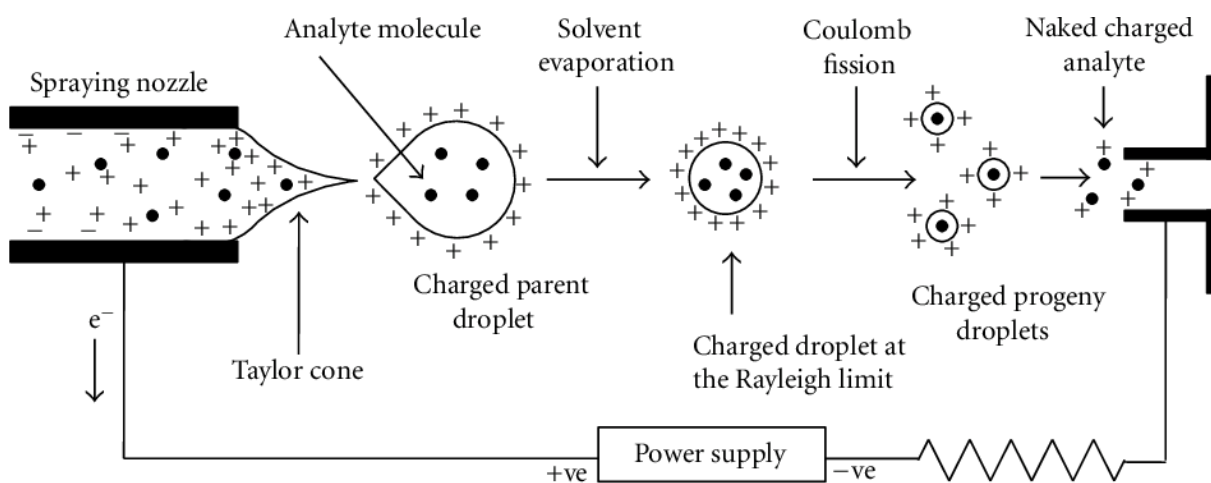 Analyte molecule
Solvent
evaporation
Coulomb
fission
Naked charged
analyte
Spraying nozzle
Charged parent
droplet
Charged progeny
droplets
e⁻
Taylor cone
Charged droplet at
the Rayleigh limit
+ve
Power supply
−ve